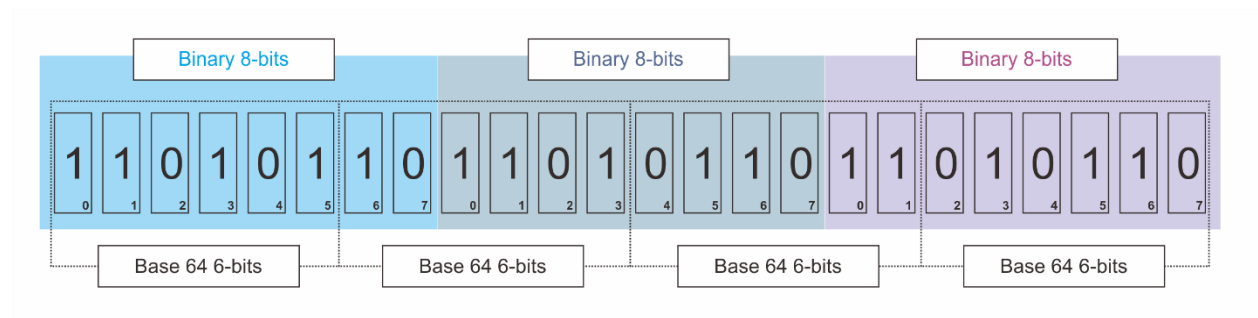 Binary 8-bits Binary 8-bits Binary 8-bits
1 1 0 1 0 1 1 0 1 1 0 1 0 1 1 0 1 1 0 1 0 1 1 0
0 1 2 3 4 5 6 7 0 1 2 3 4 5 6 7 0 1 2 3 4 5 6 7
Base 64 6-bits Base 64 6-bits Base 64 6-bits Base 64 6-bits